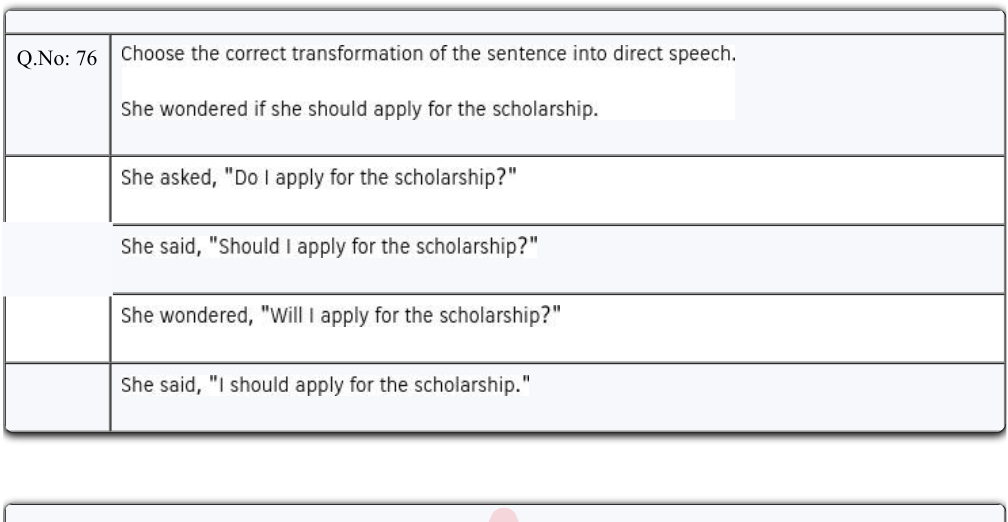 Q.No: 76
Choose the correct transformation of the sentence into direct speech.
She wondered if she should apply for the scholarship.
She asked, "Do I apply for the scholarship?"
She said, "Should I apply for the scholarship?"
She wondered, "Will I apply for the scholarship?"
She said, "I should apply for the scholarship."